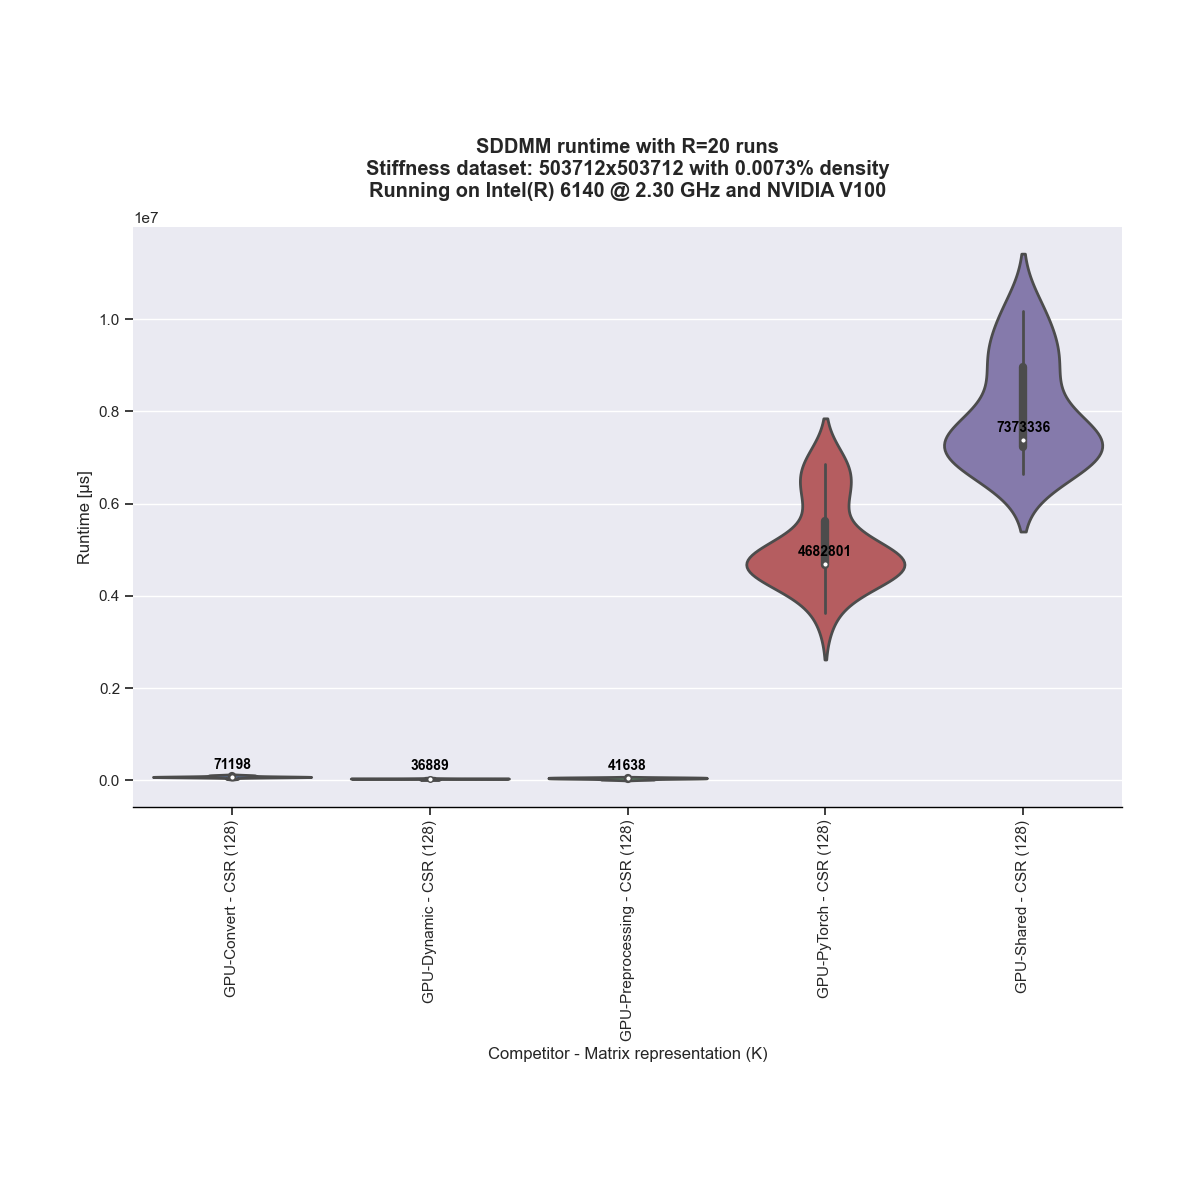 SDDMM runtime with R=20 runs
Stiffness dataset: 503712x503712 with 0.0073% density
Running on Intel(R) 6140 @ 2.30 GHz and NVIDIA V100
1e7
1.0
0.8
0.6
0.4
0.2
0.0
Runtime [μs]
71198
36889
41638
4682801
7373336
GPU-Convert - CSR (128)
GPU-Dynamic - CSR (128)
GPU-Preprocessing - CSR (128)
GPU-PyTorch - CSR (128)
GPU-Shared - CSR (128)
Competitor - Matrix representation (K)